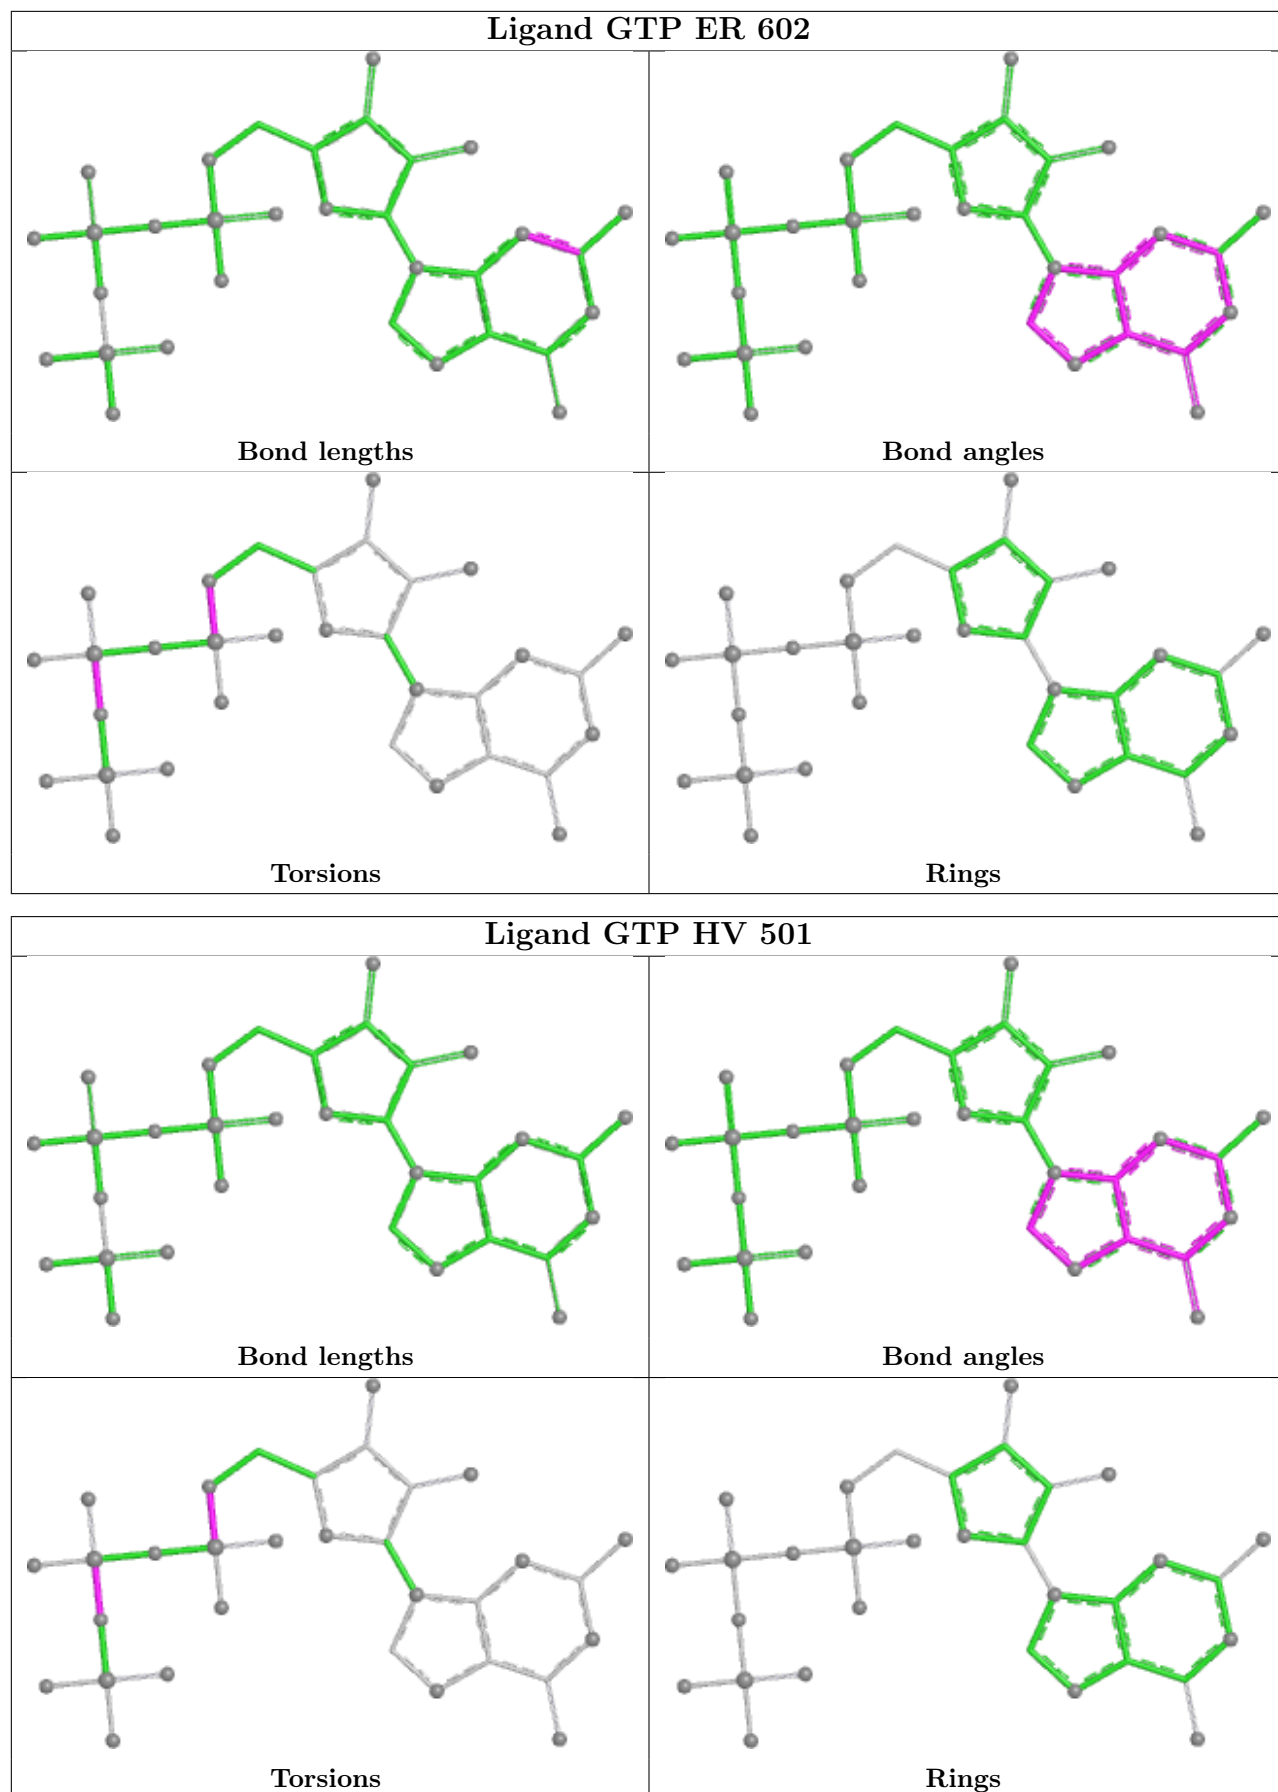 Ligand GTP ER 602
Bond lengths
Bond angles
Torsions
Rings
Ligand GTP HV 501
Bond lengths
Bond angles
Torsions
Rings